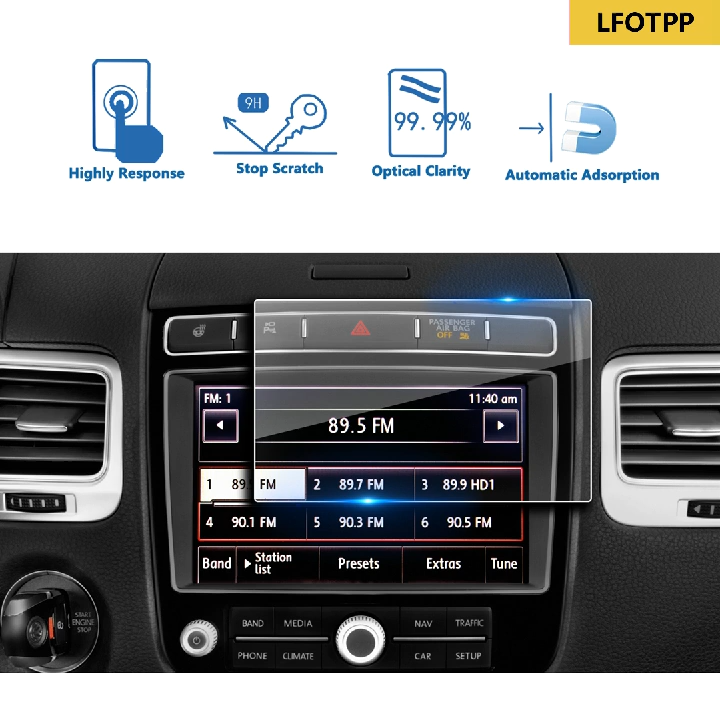 LFOTPP
9H
99.99%
Highly Response
Stop Scratch
Optical Clarity
Automatic Adsorption
PASSENGER
AIR BAG
OFF
FM: 1
11:40 am
89.5 FM
1 89 FM
2 89.7 FM
3 89.9 HD1
4 90.1 FM
5 90.3 FM
6 90.5 FM
Band
Station
list
Presets
Extras
Tune
START
ENGINE
STOP
BAND
MEDIA
NAV
TRAFFIC
PHONE
CLIMATE
CAR
SETUP